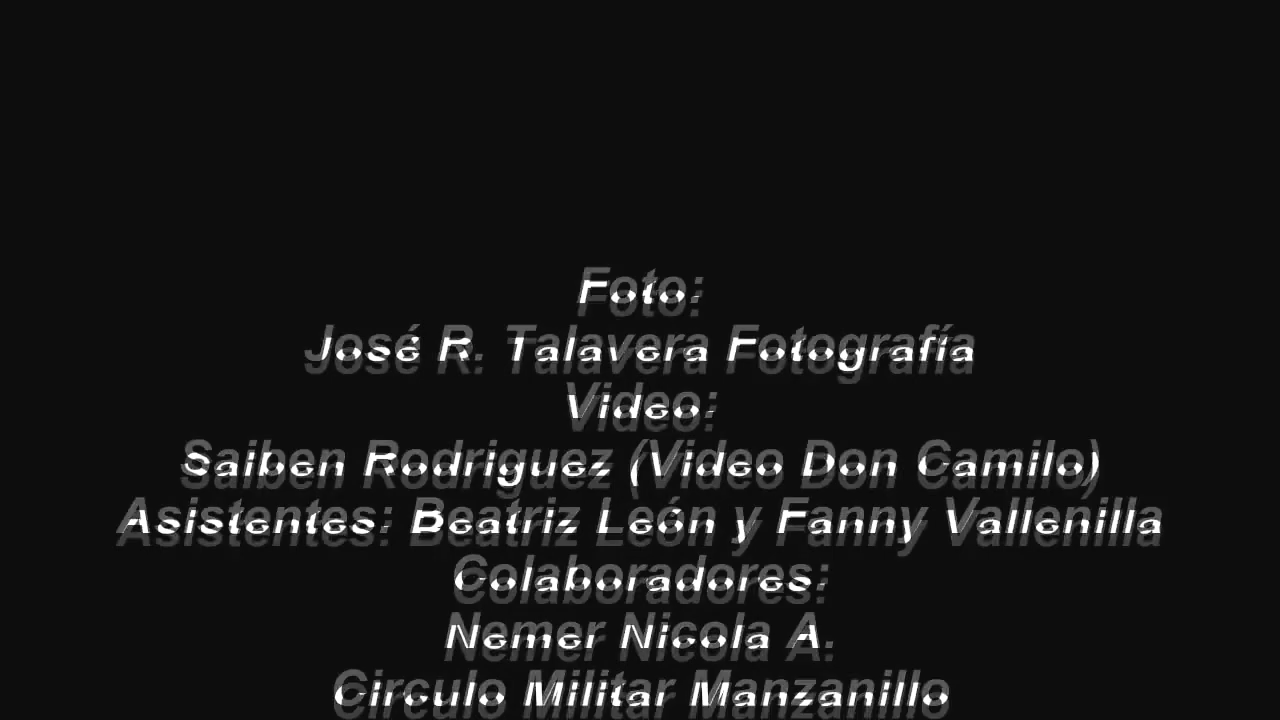 Foto:
José R. Talavera Fotografía
Video:
Saiben Rodriguez (Video Don Camilo)
Asistentes: Beatriz León y Fanny Vallenilla
Colaboradores:
Nemer Nicola A.
Circulo Militar Manzanillo